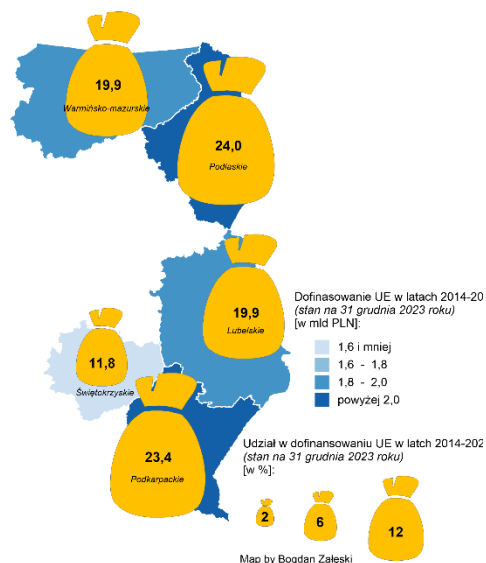 19,9
Warmińsko-mazurskie
24,0
Podlaskie
19,9
Lubelskie
11,8
Świętokrzyskie
23,4
Podkarpackie
Dofinasowanie UE w latach 2014-20
(stan na 31 grudnia 2023 roku)
[w mld PLN]:
1,6 i mniej
1,6 - 1,8
1,8 - 2,0
powyżej 2,0
Udział w dofinansowaniu UE w latch 2014-202
(stan na 31 grudnia 2023 roku)
[w %]:
2
6
12
Map by Bogdan Załeski